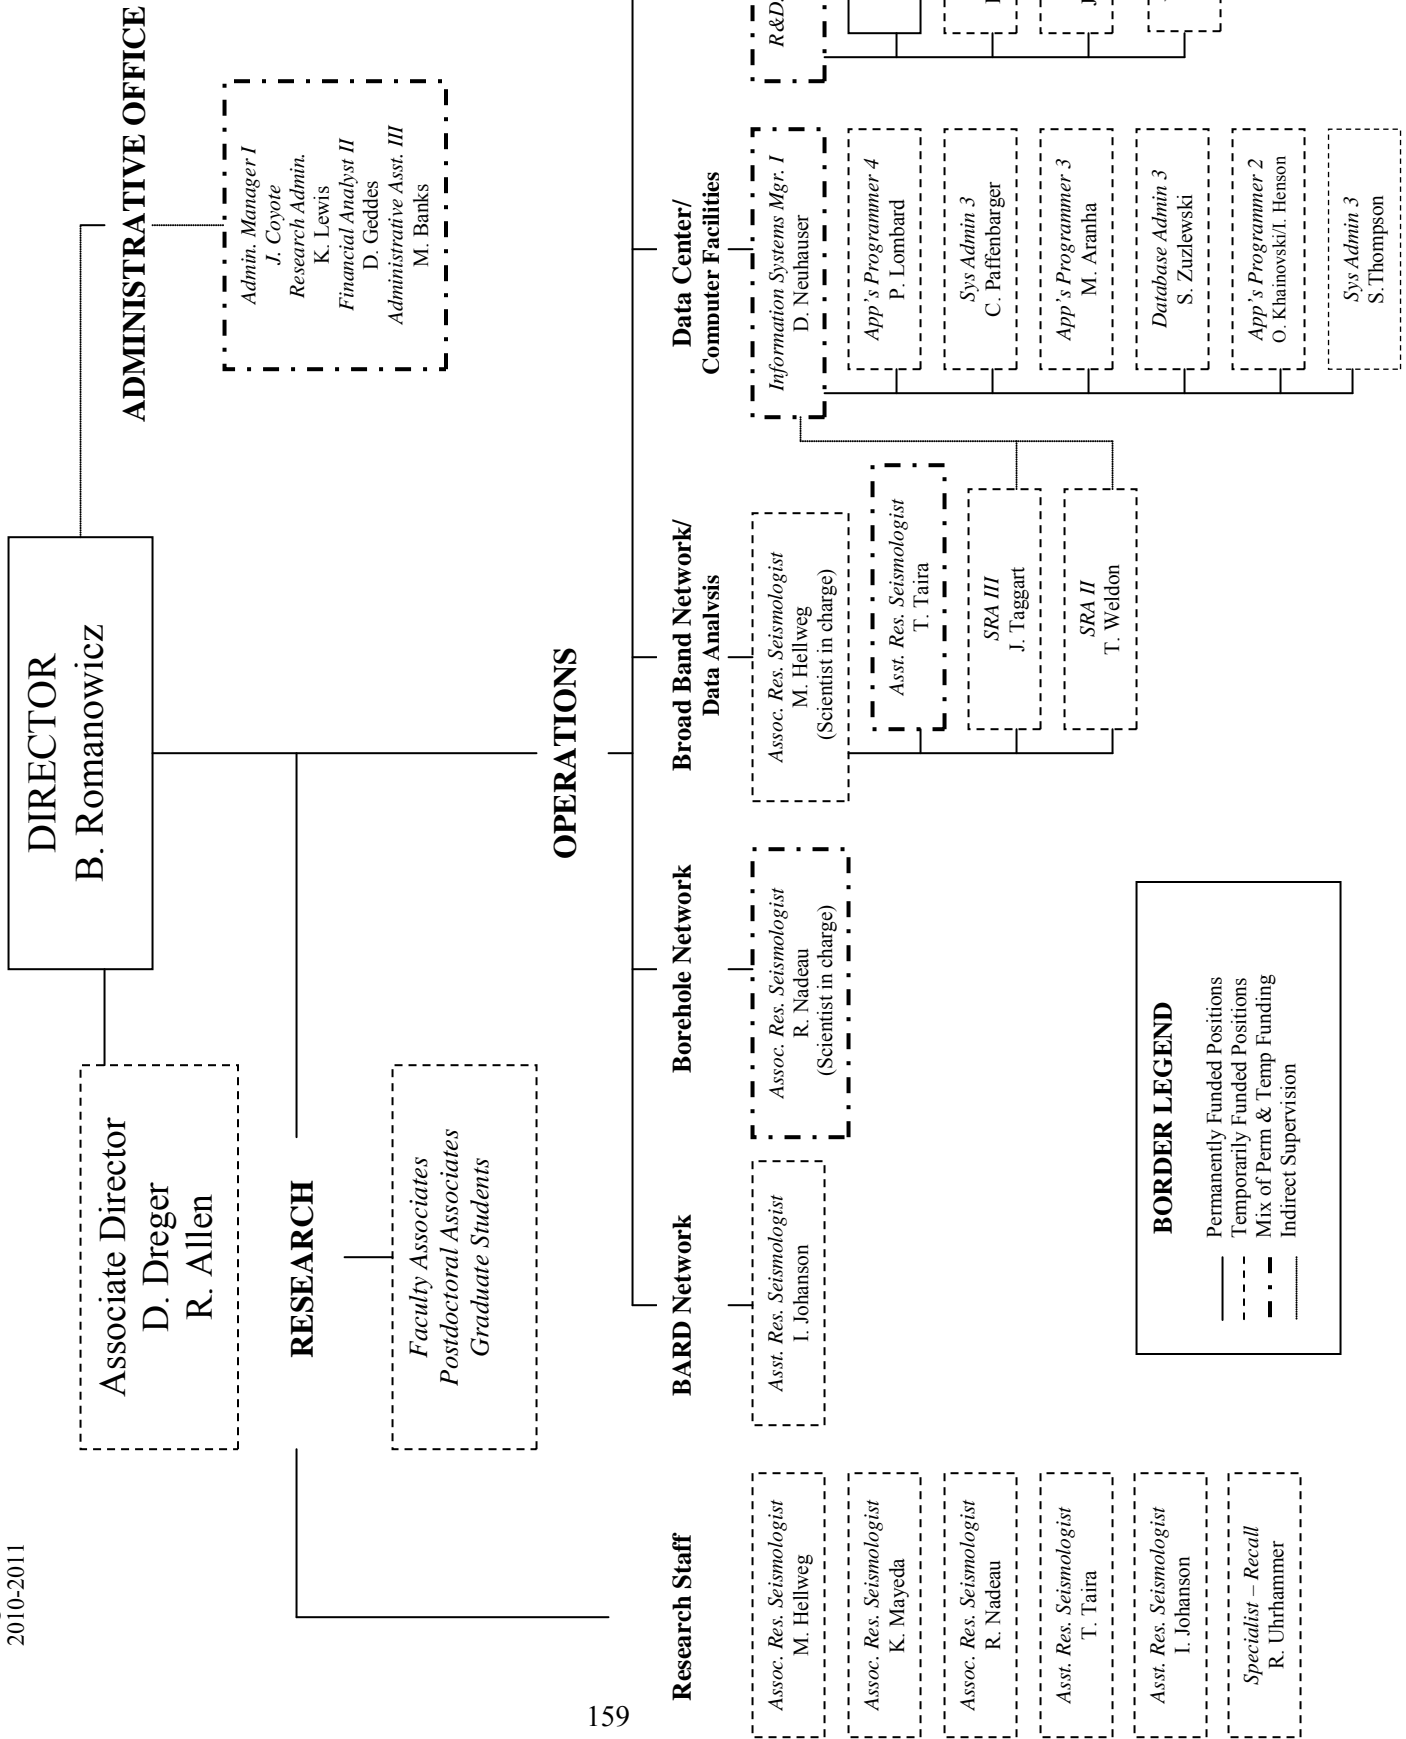 2010-2011
DIRECTOR
B. Romanowicz
Associate Director
D. Dreger
R. Allen
ADMINISTRATIVE OFFICE
Admin. Manager I
J. Coyote
Research Admin.
K. Lewis
Financial Analyst II
D. Geddes
Administrative Asst. III
M. Banks
RESEARCH
Faculty Associates
Postdoctoral Associates
Graduate Students
OPERATIONS
Research Staff
Assoc. Res. Seismologist
M. Hellweg
Assoc. Res. Seismologist
K. Mayeda
Assoc. Res. Seismologist
R. Nadeau
Asst. Res. Seismologist
T. Taira
Asst. Res. Seismologist
I. Johanson
Specialist – Recall
R. Uhrhammer
BARD Network
Asst. Res. Seismologist
I. Johanson
Borehole Network
Assoc. Res. Seismologist
R. Nadeau
(Scientist in charge)
Broad Band Network/
Data Analysis
Assoc. Res. Seismologist
M. Hellweg
(Scientist in charge)
Asst. Res. Seismologist
T. Taira
SRA III
J. Taggart
SRA II
T. Weldon
Data Center/
Computer Facilities
Information Systems Mgr. I
D. Neuhauser
App's Programmer 4
P. Lombard
Sys Admin 3
C. Paffenbarger
App's Programmer 3
M. Aranha
Database Admin 3
S. Zuzlewski
App's Programmer 2
O. Khainovski/I. Henson
Sys Admin 3
S. Thompson
R&D
BORDER LEGEND
Permanently Funded Positions
Temporarily Funded Positions
Mix of Perm & Temp Funding
Indirect Supervision
159